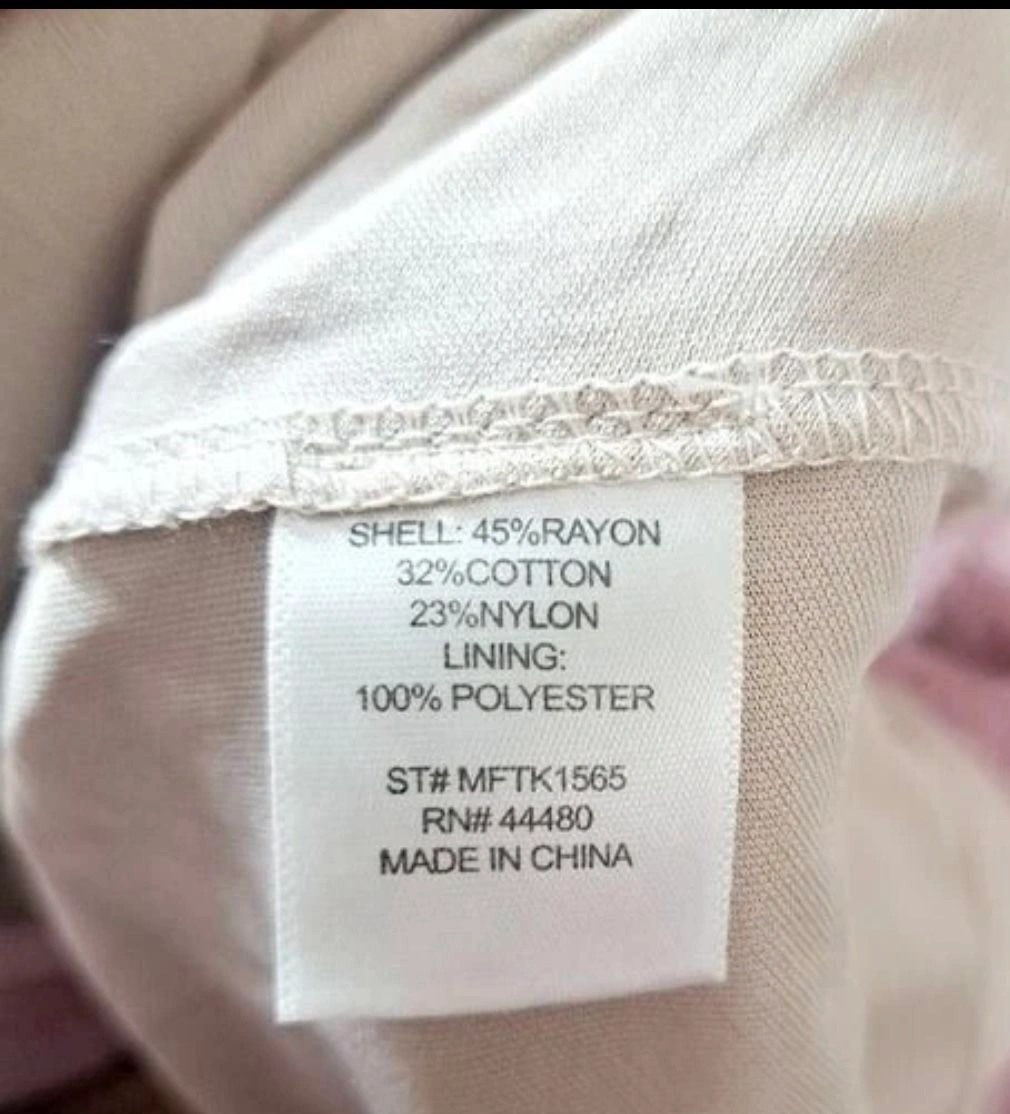 SHELL: 45%RAYON
32%COTTON
23%NYLON
LINING:
100% POLYESTER
ST# MFTK1565
RN# 44480
MADE IN CHINA